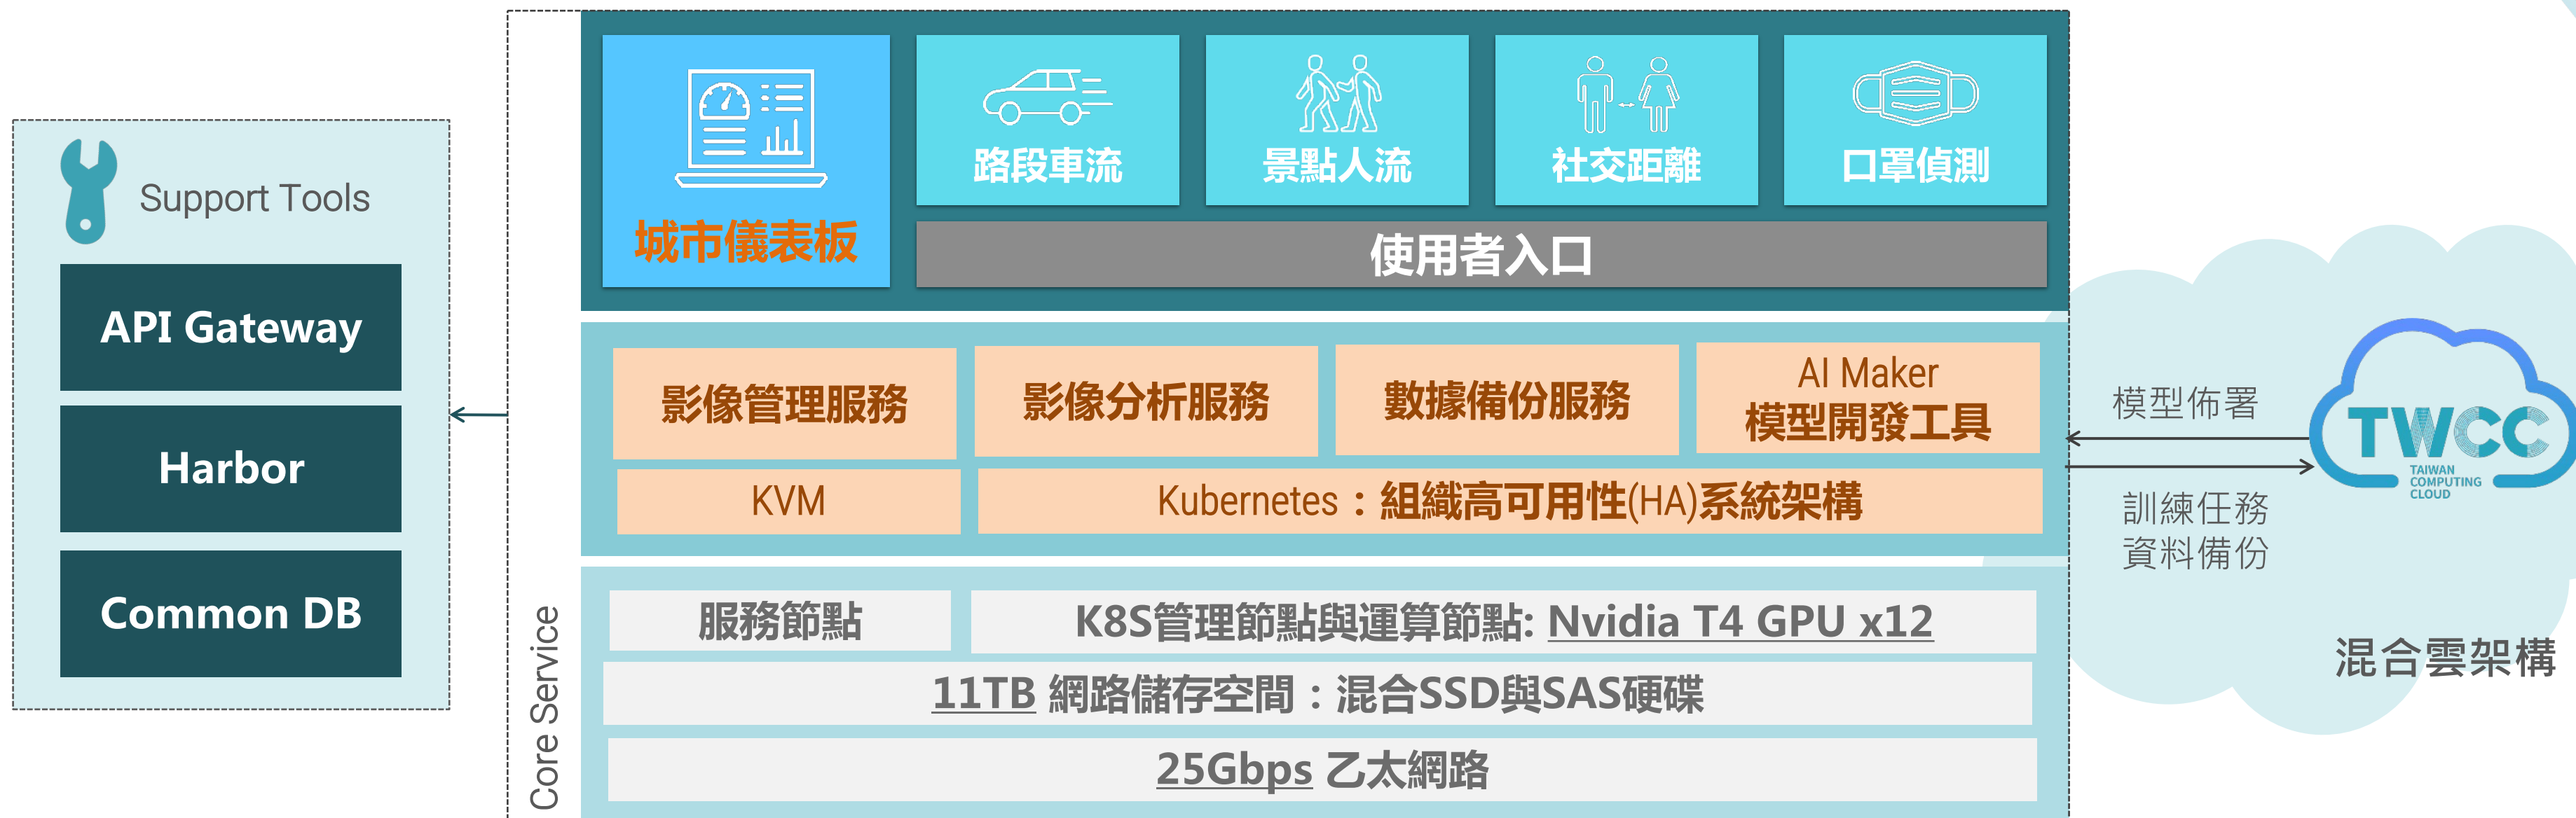 Support Tools
API Gateway
Harbor
Common DB
Core Service
城市儀表板
路段車流
景點人流
社交距離
口罩偵測
使用者入口
影像管理服務
影像分析服務
數據備份服務
AI Maker
模型開發工具
KVM
Kubernetes：組織高可用性(HA)系統架構
服務節點
K8S管理節點與運算節點: Nvidia T4 GPU x12
11TB 網路儲存空間：混合SSD與SAS硬碟
25Gbps 乙太網路
模型佈署
訓練任務
資料備份
TWCC
TAIWAN
COMPUTING
CLOUD
混合雲架構